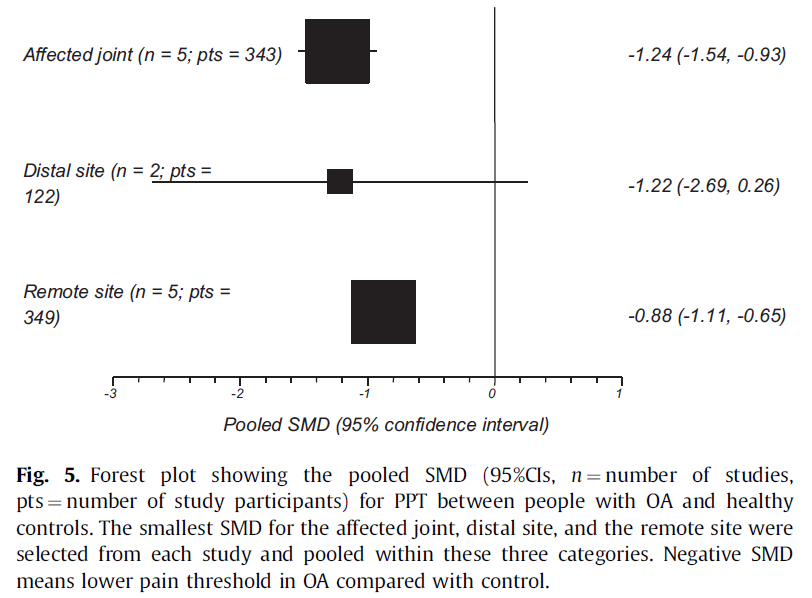 Affected joint (n = 5; pts = 343)
-1.24 (-1.54, -0.93)
Distal site (n = 2; pts =
122)
-1.22 (-2.69, 0.26)
Remote site (n = 5; pts =
349)
-0.88 (-1.11, -0.65)
-3 -2 -1 0 1
Pooled SMD (95% confidence interval)
Fig. 5. Forest plot showing the pooled SMD (95%CIs, n = number of studies,
pts = number of study participants) for PPT between people with OA and healthy
controls. The smallest SMD for the affected joint, distal site, and the remote site were
selected from each study and pooled within these three categories. Negative SMD
means lower pain threshold in OA compared with control.